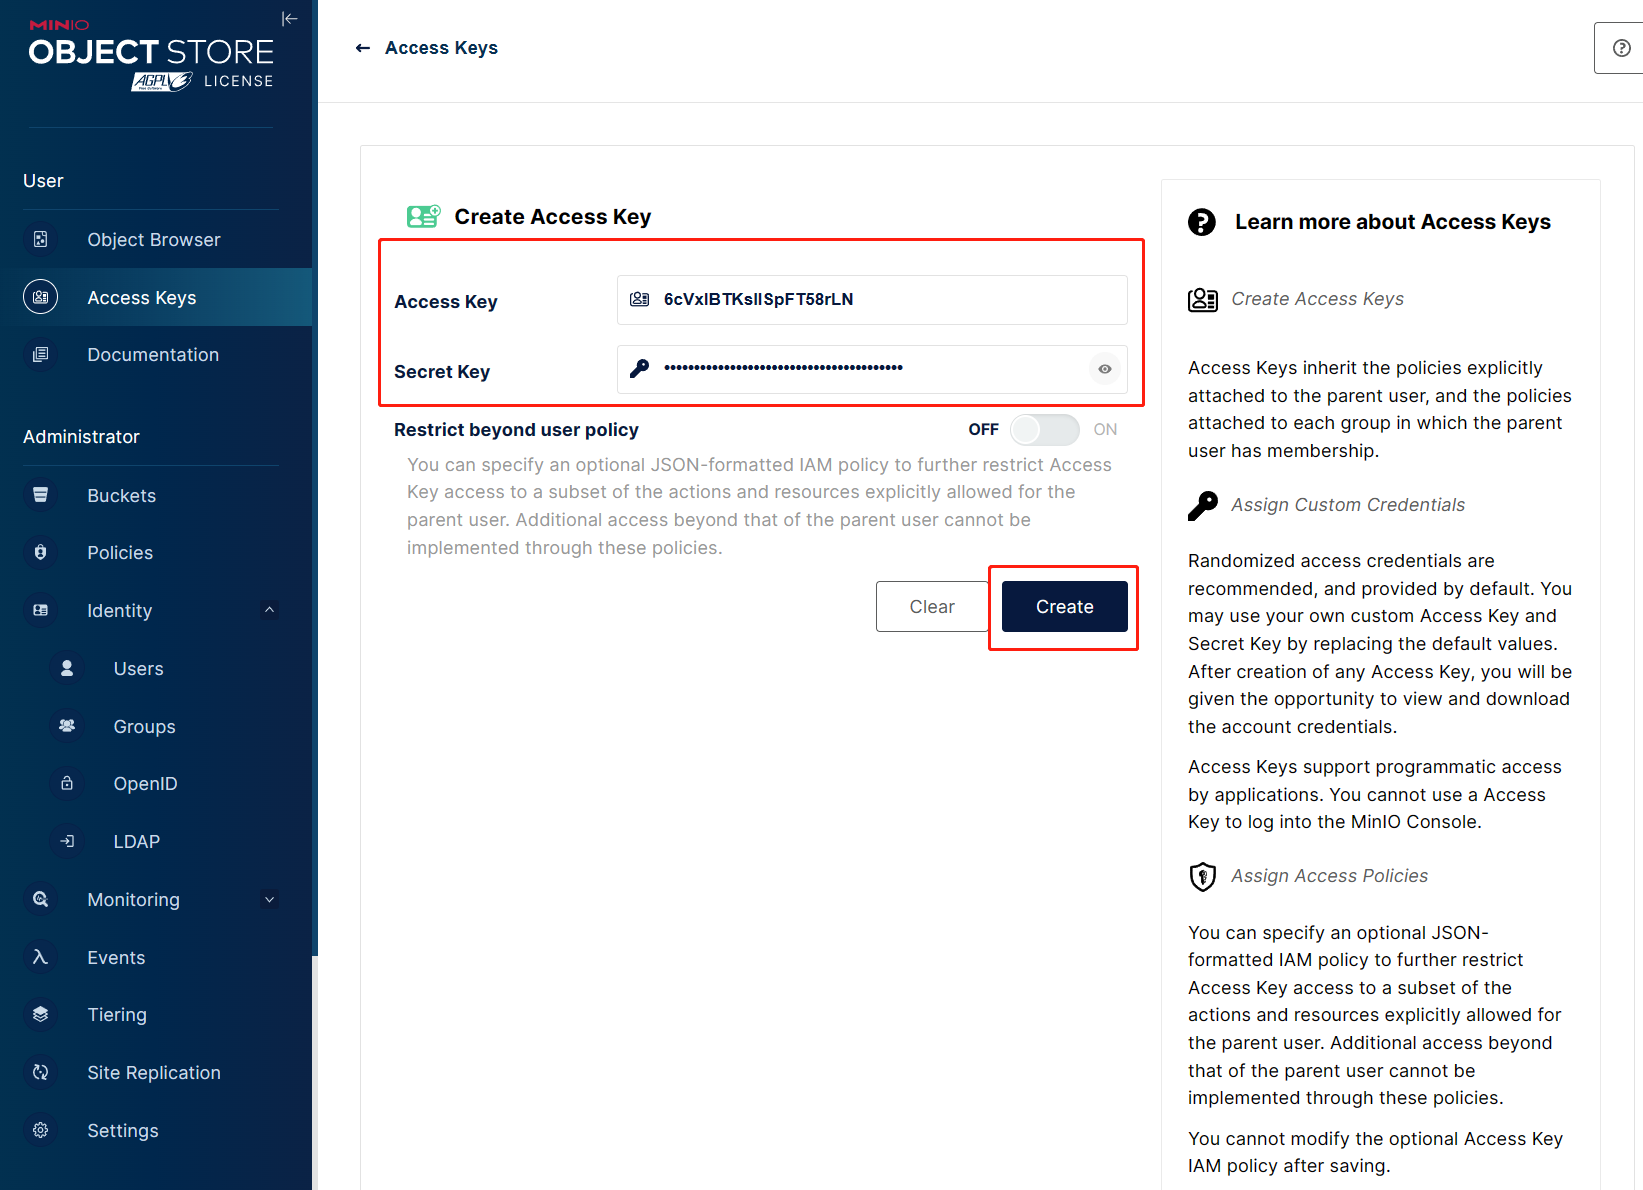 MINIO
OBJECT STORE
AGPL
LICENSE
User
Object Browser
Access Keys
Documentation
Administrator
Buckets
Policies
Identity
Users
Groups
OpenID
LDAP
Monitoring
Events
Tiering
Site Replication
Settings
← Access Keys
Create Access Key
Access Key
6cVxlBTKsllSpFT58rLN
Secret Key
••••••••••••••••••••••••••••••••••••••••
Restrict beyond user policy
OFF
ON
You can specify an optional JSON-formatted IAM policy to further restrict Access
Key access to a subset of the actions and resources explicitly allowed for the
parent user. Additional access beyond that of the parent user cannot be
implemented through these policies.
Clear
Create
Learn more about Access Keys
Create Access Keys
Access Keys inherit the policies explicitly
attached to the parent user, and the policies
attached to each group in which the parent
user has membership.
Assign Custom Credentials
Randomized access credentials are
recommended, and provided by default. You
may use your own custom Access Key and
Secret Key by replacing the default values.
After creation of any Access Key, you will be
given the opportunity to view and download
the account credentials.
Access Keys support programmatic access
by applications. You cannot use a Access
Key to log into the MinIO Console.
Assign Access Policies
You can specify an optional JSON-
formatted IAM policy to further restrict
Access Key access to a subset of the
actions and resources explicitly allowed for
the parent user. Additional access beyond
that of the parent user cannot be
implemented through these policies.
You cannot modify the optional Access Key
IAM policy after saving.